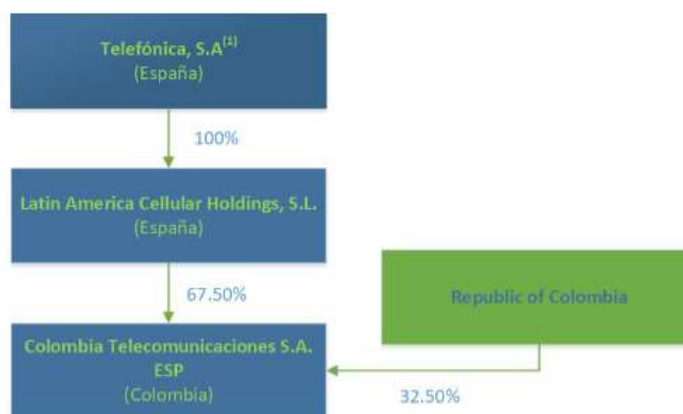 Telefónica, S.A(1)
(España)
100%
Latin America Cellular Holdings, S.L.
(España)
67.50%
Republic of Colombia
Colombia Telecomunicaciones S.A.
ESP
(Colombia)
32.50%